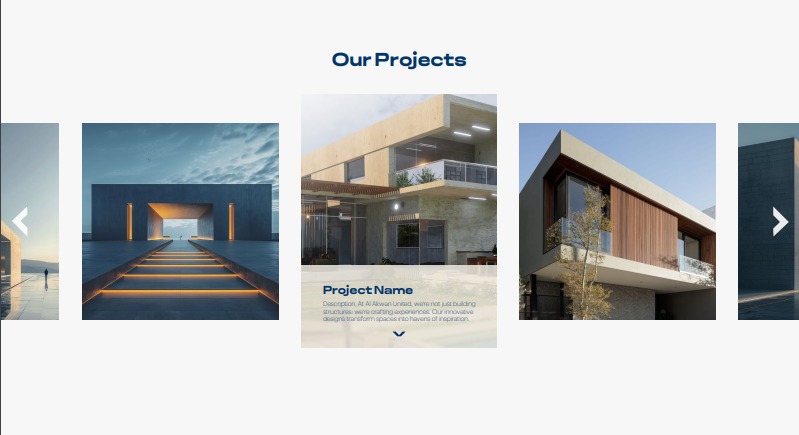 Our Projects
Project Name
Description, At Al Akwan United, we're not just building
structures; we're crafting experiences. Our innovative
designs transform spaces into havens of inspiration.